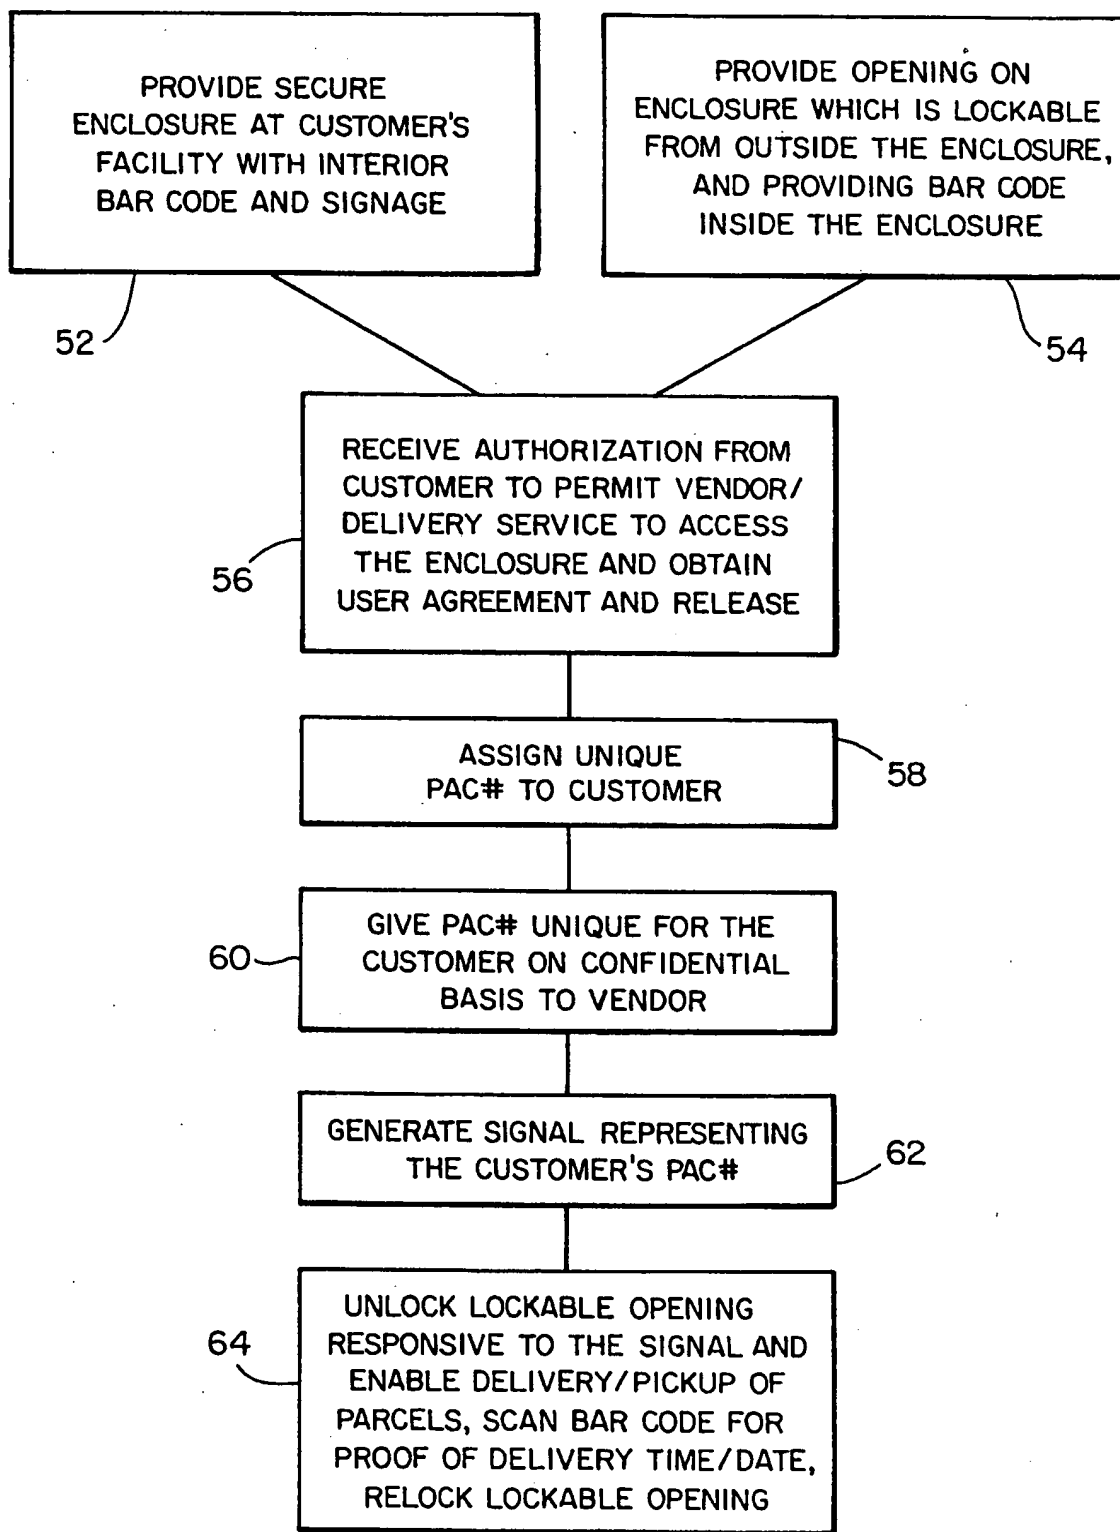 PROVIDE SECURE
ENCLOSURE AT CUSTOMER'S
FACILITY WITH INTERIOR
BAR CODE AND SIGNAGE
52
PROVIDE OPENING ON
ENCLOSURE WHICH IS LOCKABLE
FROM OUTSIDE THE ENCLOSURE,
AND PROVIDING BAR CODE
INSIDE THE ENCLOSURE
54
RECEIVE AUTHORIZATION FROM
CUSTOMER TO PERMIT VENDOR/
DELIVERY SERVICE TO ACCESS
THE ENCLOSURE AND OBTAIN
USER AGREEMENT AND RELEASE
56
ASSIGN UNIQUE
PAC# TO CUSTOMER
58
GIVE PAC# UNIQUE FOR THE
CUSTOMER ON CONFIDENTIAL
BASIS TO VENDOR
60
GENERATE SIGNAL REPRESENTING
THE CUSTOMER'S PAC#
62
UNLOCK LOCKABLE OPENING
RESPONSIVE TO THE SIGNAL AND
ENABLE DELIVERY/PICKUP OF
PARCELS, SCAN BAR CODE FOR
PROOF OF DELIVERY TIME/DATE,
RELOCK LOCKABLE OPENING
64